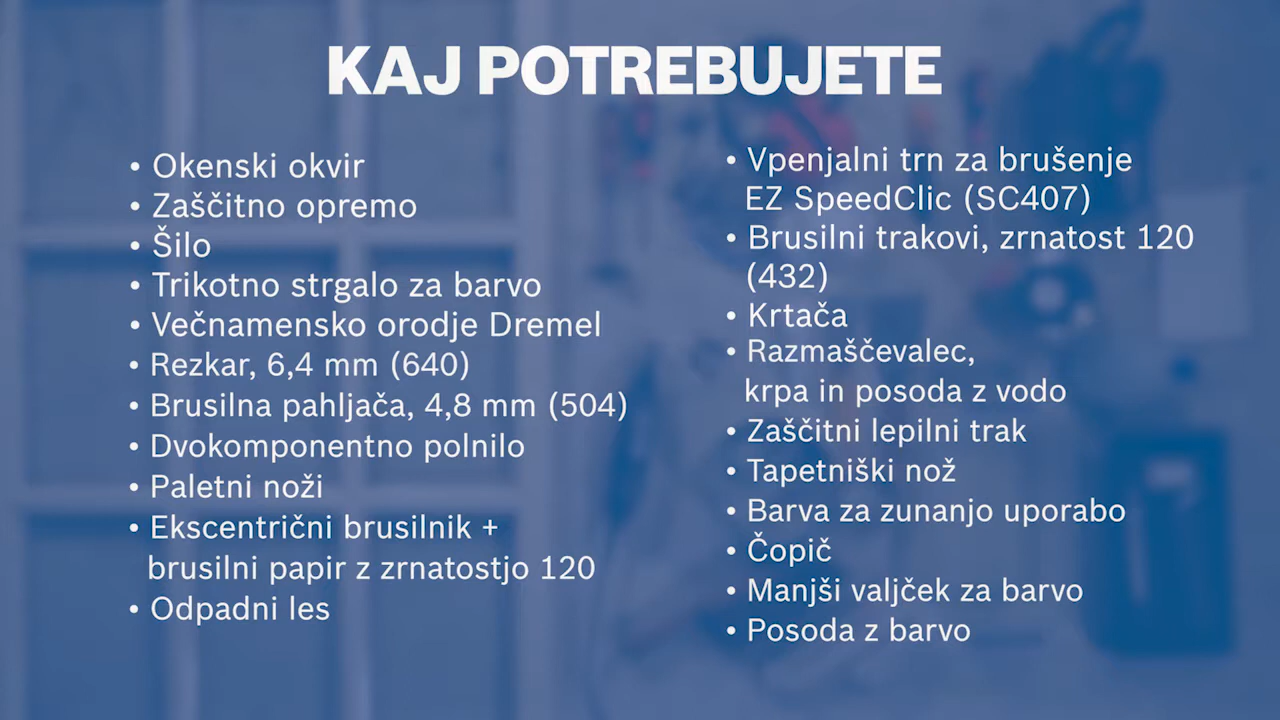 KAJ POTREBUJETE
• Okenski okvir
• Zaščitno opremo
• Šilo
• Trikotno strgalo za barvo
• Večnamensko orodje Dremel
• Rezkar, 6,4 mm (640)
• Brusilna pahljača, 4,8 mm (504)
• Dvokomponentno polnilo
• Paletni noži
• Ekscentrični brusilnik +
brusilni papir z zrnatostjo 120
• Odpadni les
• Vpenjalni trn za brušenje
EZ SpeedClic (SC407)
• Brusilni trakovi, zrnatost 120
(432)
• Krtača
• Razmaščevalec,
krpa in posoda z vodo
• Zaščitni lepilni trak
• Tapetniški nož
• Barva za zunanjo uporabo
• Čopič
• Manjši valjček za barvo
• Posoda z barvo